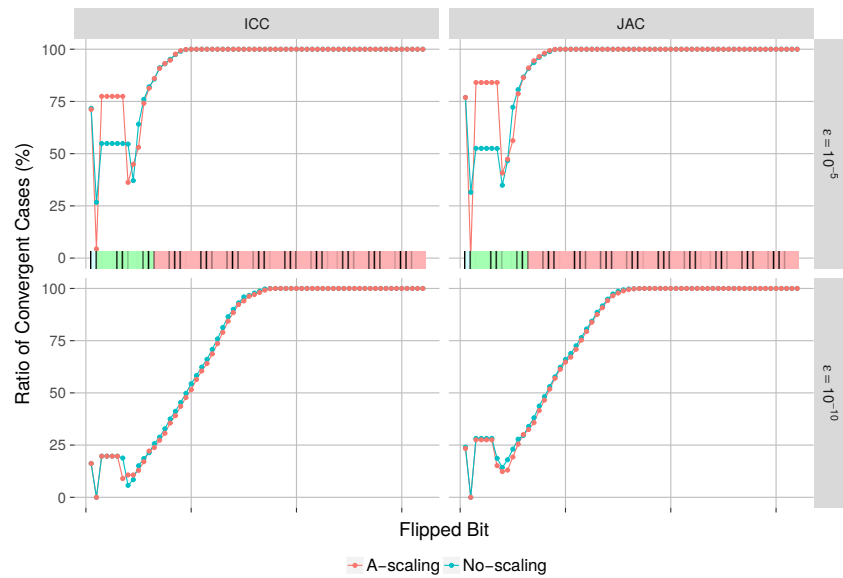 ICC
JAC
100
75
50
25
0
ε = 10⁻⁵
100
75
50
25
0
ε = 10⁻¹⁰
Ratio of Convergent Cases (%)
Flipped Bit
A−scaling
No−scaling